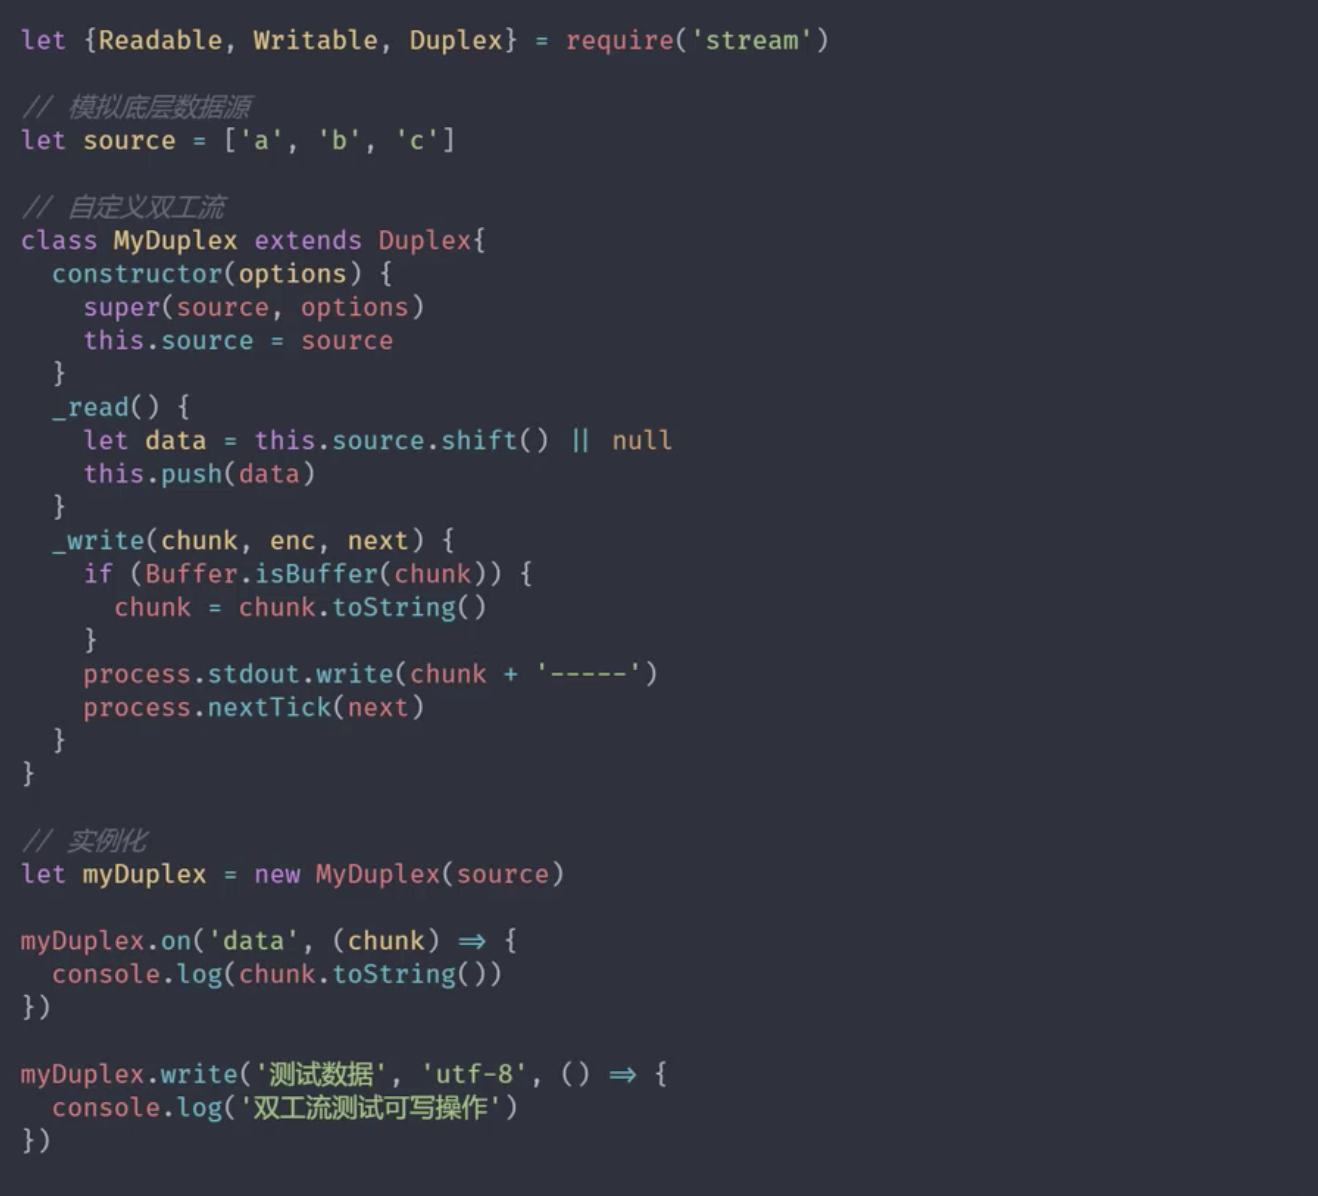 let {Readable, Writable, Duplex} = require('stream')
// 模拟底层数据源
let source = ['a', 'b', 'c']
// 自定义双工流
class MyDuplex extends Duplex{
  constructor(options) {
    super(source, options)
    this.source = source
  }
  _read() {
    let data = this.source.shift() || null
    this.push(data)
  }
  _write(chunk, enc, next) {
    if (Buffer.isBuffer(chunk)) {
      chunk = chunk.toString()
    }
    process.stdout.write(chunk + '-----')
    process.nextTick(next)
  }
}
// 实例化
let myDuplex = new MyDuplex(source)
myDuplex.on('data', (chunk) => {
  console.log(chunk.toString())
})
myDuplex.write('测试数据', 'utf-8', () => {
  console.log('双工流测试可写操作')
})